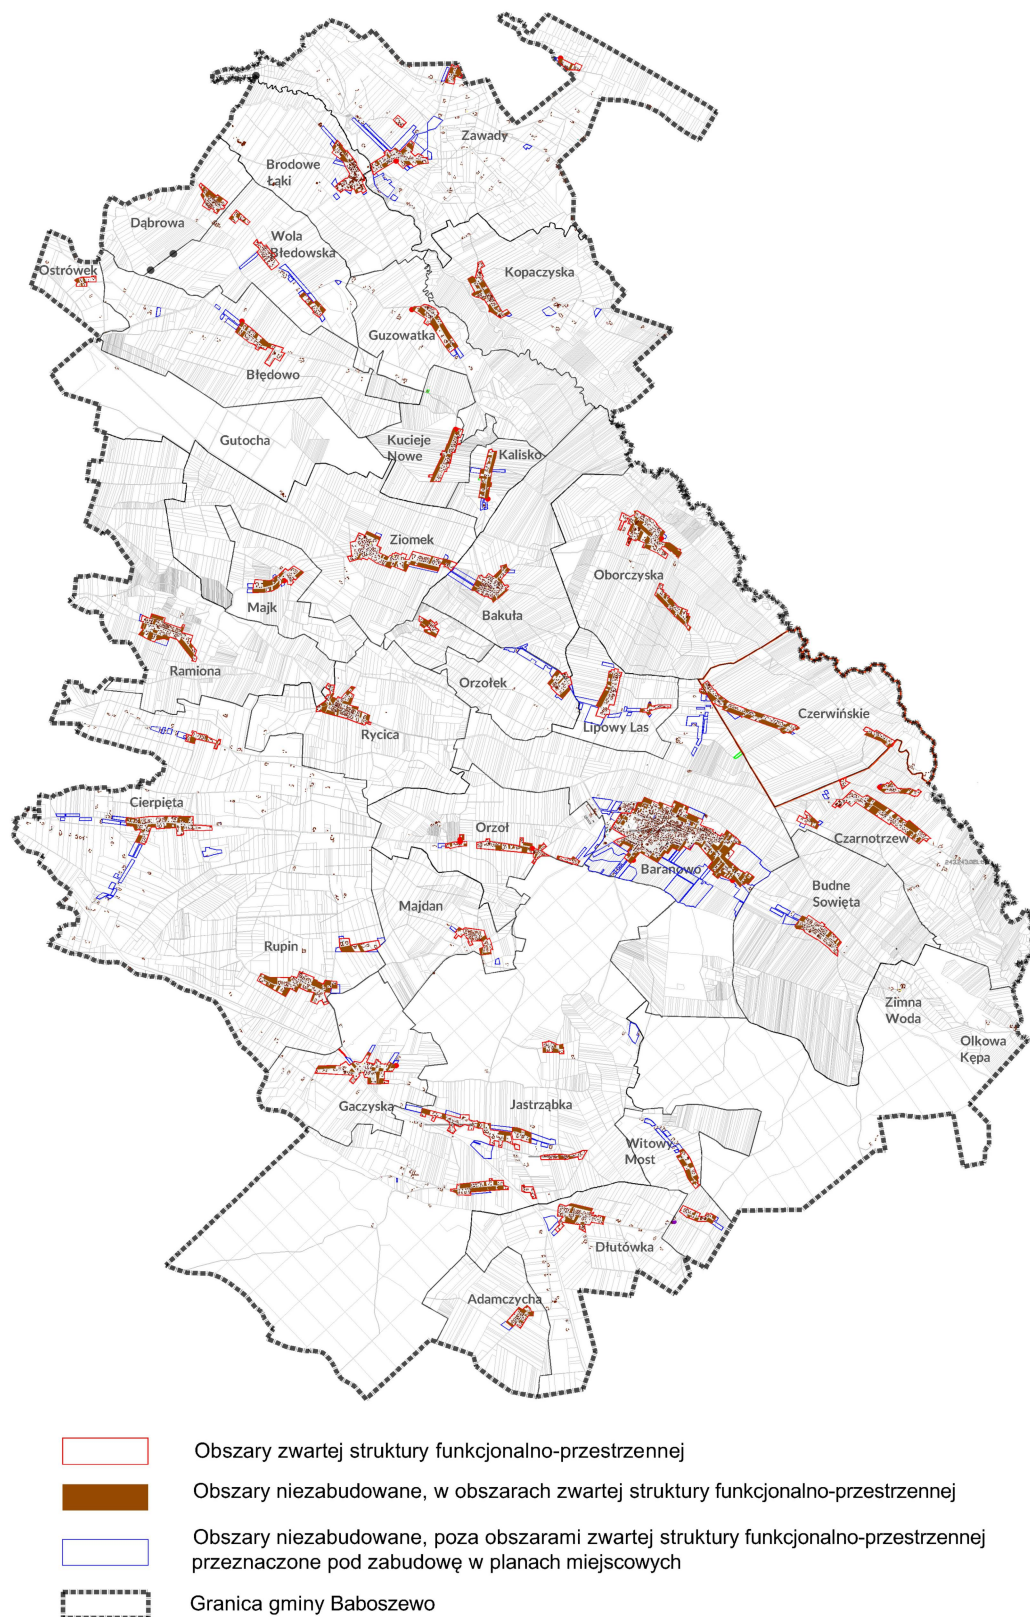 Zawady
Brodowe
Łąki
Dąbrowa
Wola
Błedowska
Ostrówek
Kopaczyska
Guzowatka
Błędowo
Gutocha
Kucieje
Nowe
Kalisko
Ziomek
Oborczyska
Majk
Bakuła
Ramiona
Orzołek
Rycica
Lipowy Las
Czerwińskie
Cierpięta
Orzoł
Baranowo
Czarnotrzew
Budne
Sowięta
Majdan
Rupin
Zimna
Woda
Olkowa
Kępa
Gaczyska
Jastrząbka
Witowy
Most
Dłutówka
Adamczycha
Obszary zwartej struktury funkcjonalno-przestrzennej
Obszary niezabudowane, w obszarach zwartej struktury funkcjonalno-przestrzennej
Obszary niezabudowane, poza obszarami zwartej struktury funkcjonalno-przestrzennej
przeznaczone pod zabudowę w planach miejscowych
Granica gminy Baboszewo